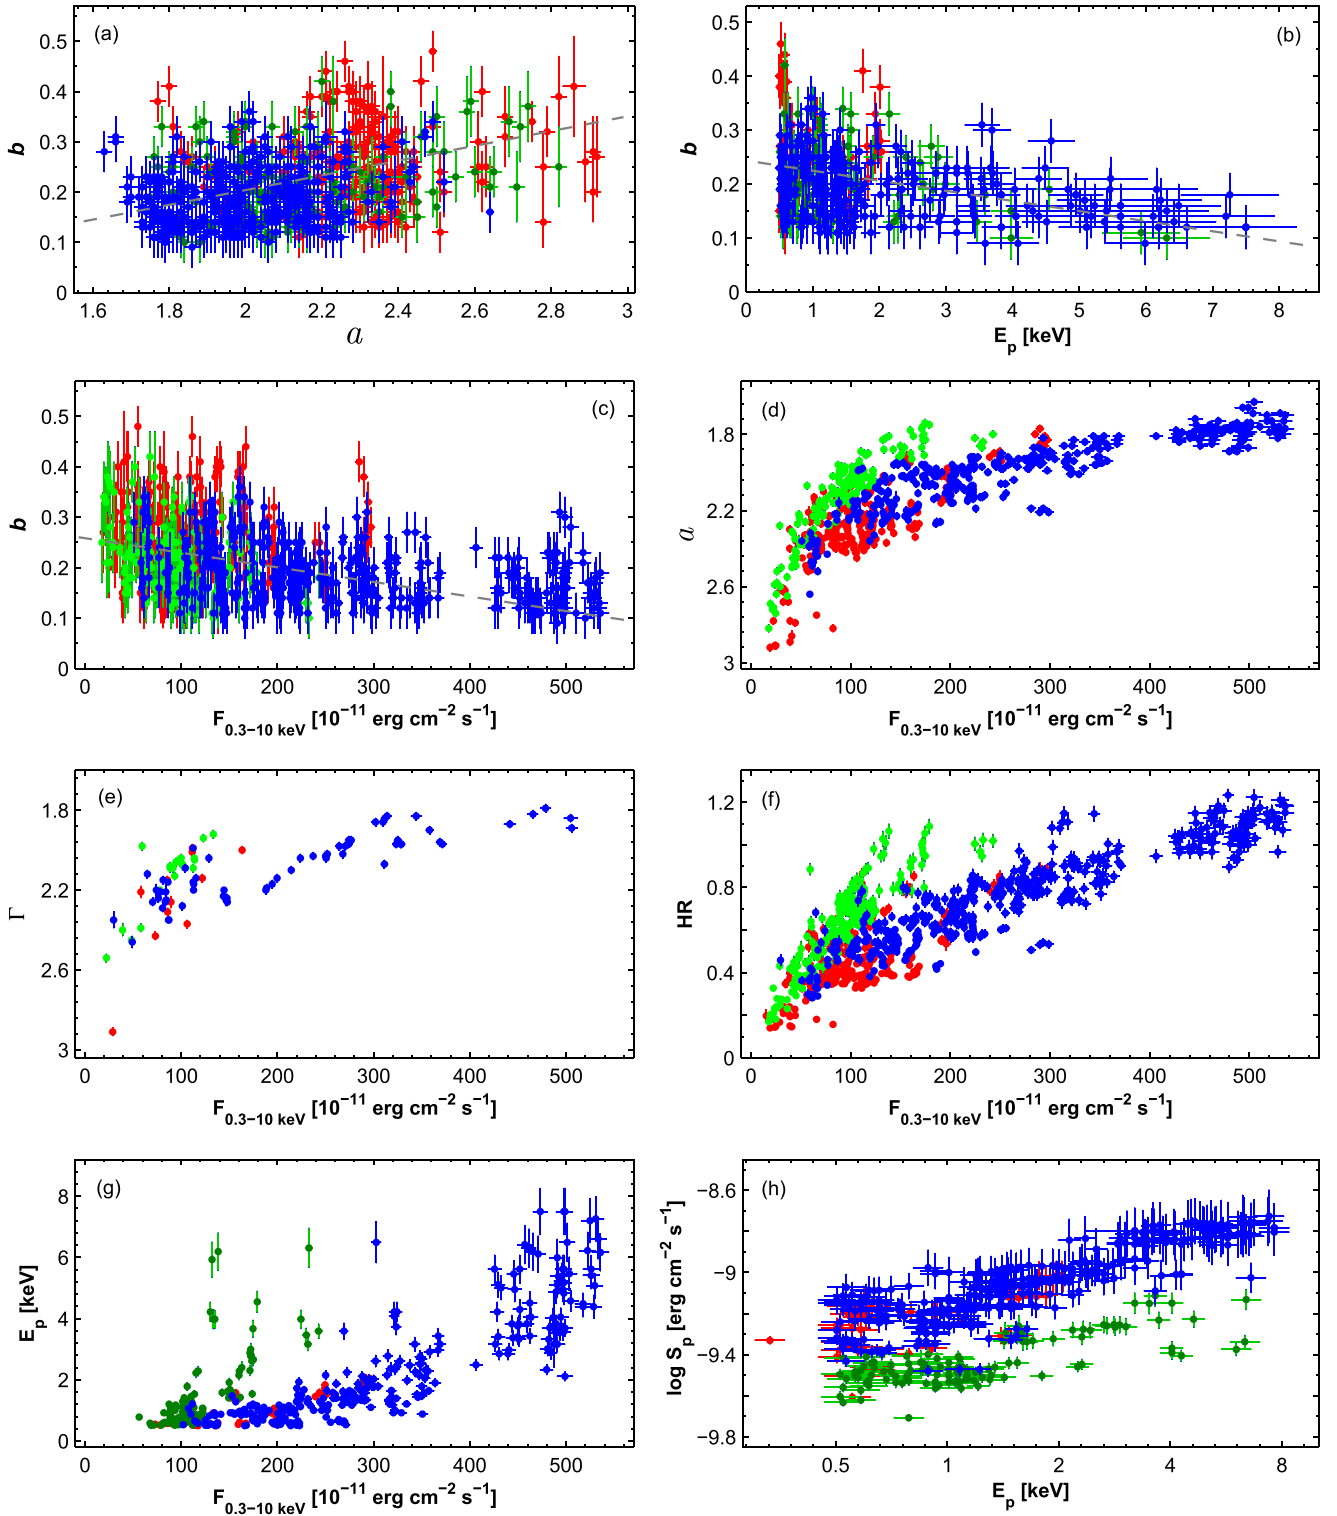 (a)
b
0.5
0.4
0.3
0.2
0.1
0
1.6 1.8 2 2.2 2.4 2.6 2.8 3
a
(b)
b
0.5
0.4
0.3
0.2
0.1
0
0 1 2 3 4 5 6 7 8
E_p [keV]
(c)
b
0.5
0.4
0.3
0.2
0.1
0
0 100 200 300 400 500
F_0.3−10 keV [10^−11 erg cm^−2 s^−1]
(d)
a
1.8
2.2
2.6
3
0 100 200 300 400 500
F_0.3−10 keV [10^−11 erg cm^−2 s^−1]
(e)
Γ
1.8
2.2
2.6
3
0 100 200 300 400 500
F_0.3−10 keV [10^−11 erg cm^−2 s^−1]
(f)
HR
1.2
0.8
0.4
0
0 100 200 300 400 500
F_0.3−10 keV [10^−11 erg cm^−2 s^−1]
(g)
E_p [keV]
8
6
4
2
0
0 100 200 300 400 500
F_0.3−10 keV [10^−11 erg cm^−2 s^−1]
(h)
log S_p [erg cm^−2 s^−1]
−8.6
−9
−9.4
−9.8
0.5 1 2 4 8
E_p [keV]